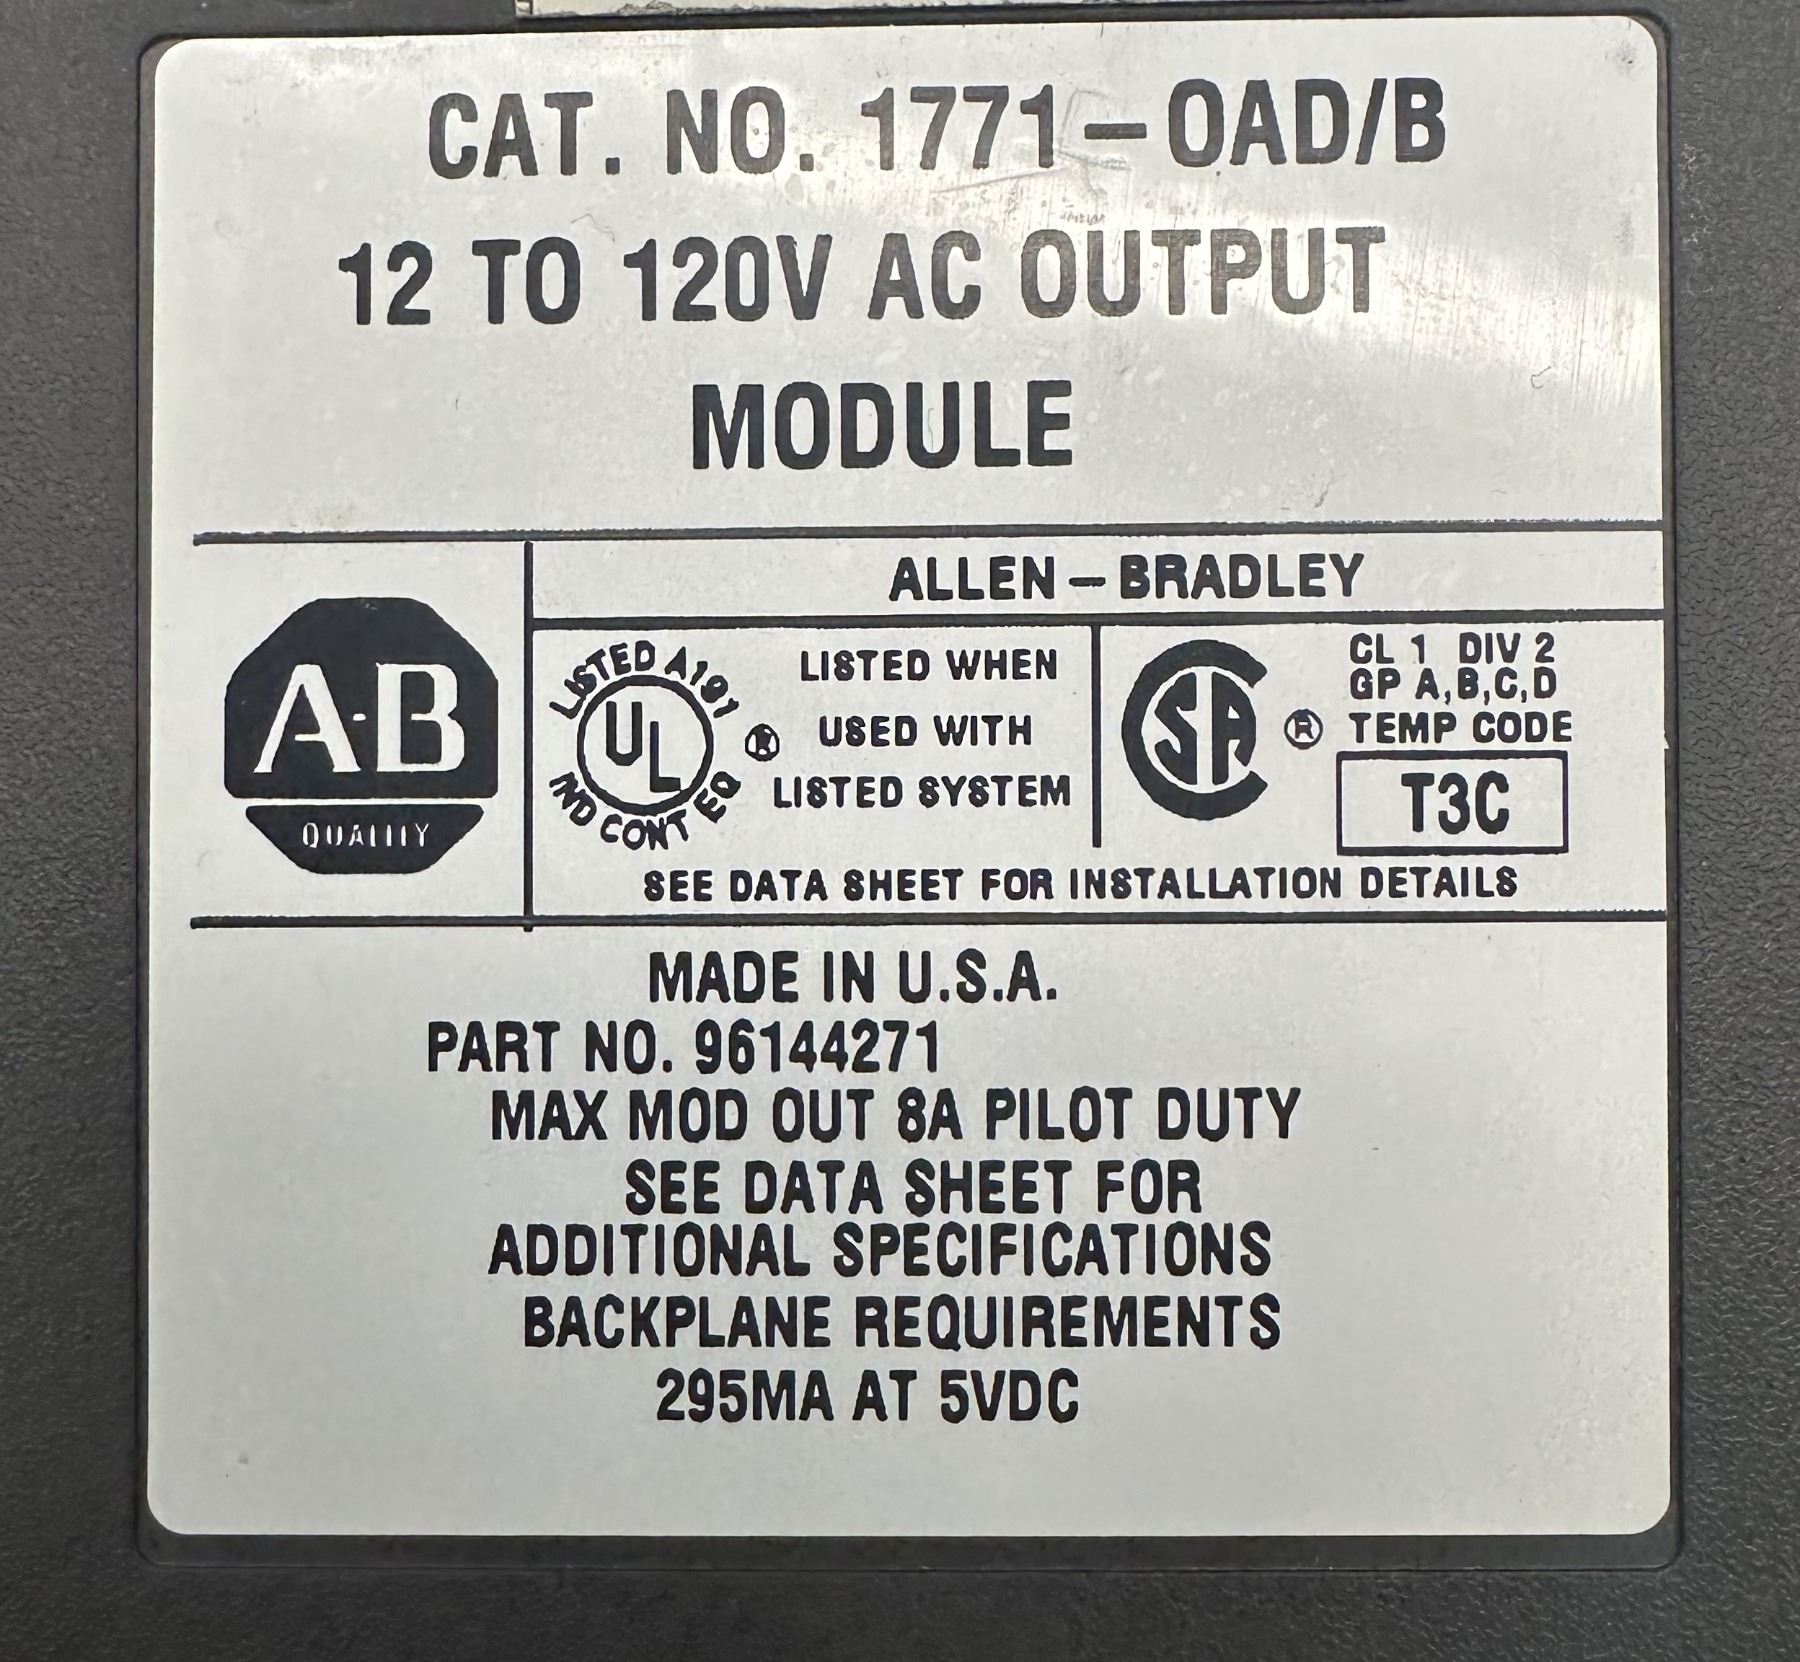 CAT. NO. 1771-OAD/B
12 TO 120V AC OUTPUT
MODULE
ALLEN-BRADLEY
A-B
QUALITY
LISTED A191
UL
IND CONT EQ
®
LISTED WHEN
USED WITH
LISTED SYSTEM
SA
®
CL 1 DIV 2
GP A,B,C,D
TEMP CODE
T3C
SEE DATA SHEET FOR INSTALLATION DETAILS
MADE IN U.S.A.
PART NO. 96144271
MAX MOD OUT 8A PILOT DUTY
SEE DATA SHEET FOR
ADDITIONAL SPECIFICATIONS
BACKPLANE REQUIREMENTS
295MA AT 5VDC